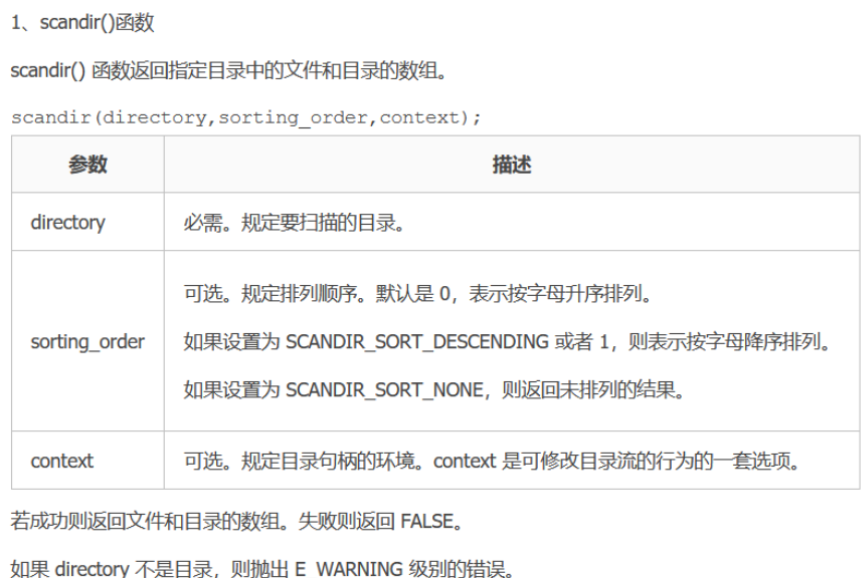 1、scandir()函数
scandir() 函数返回指定目录中的文件和目录的数组。
scandir(directory,sorting_order,context);
参数 描述
directory 必需。规定要扫描的目录。
可选。规定排列顺序。默认是 0，表示按字母升序排列。
sorting_order 如果设置为 SCANDIR_SORT_DESCENDING 或者 1，则表示按字母降序排列。
如果设置为 SCANDIR_SORT_NONE，则返回未排列的结果。
context 可选。规定目录句柄的环境。context 是可修改目录流的行为的一套选项。
若成功则返回文件和目录的数组。失败则返回 FALSE。
如果 directory 不是目录，则抛出 E_WARNING 级别的错误。